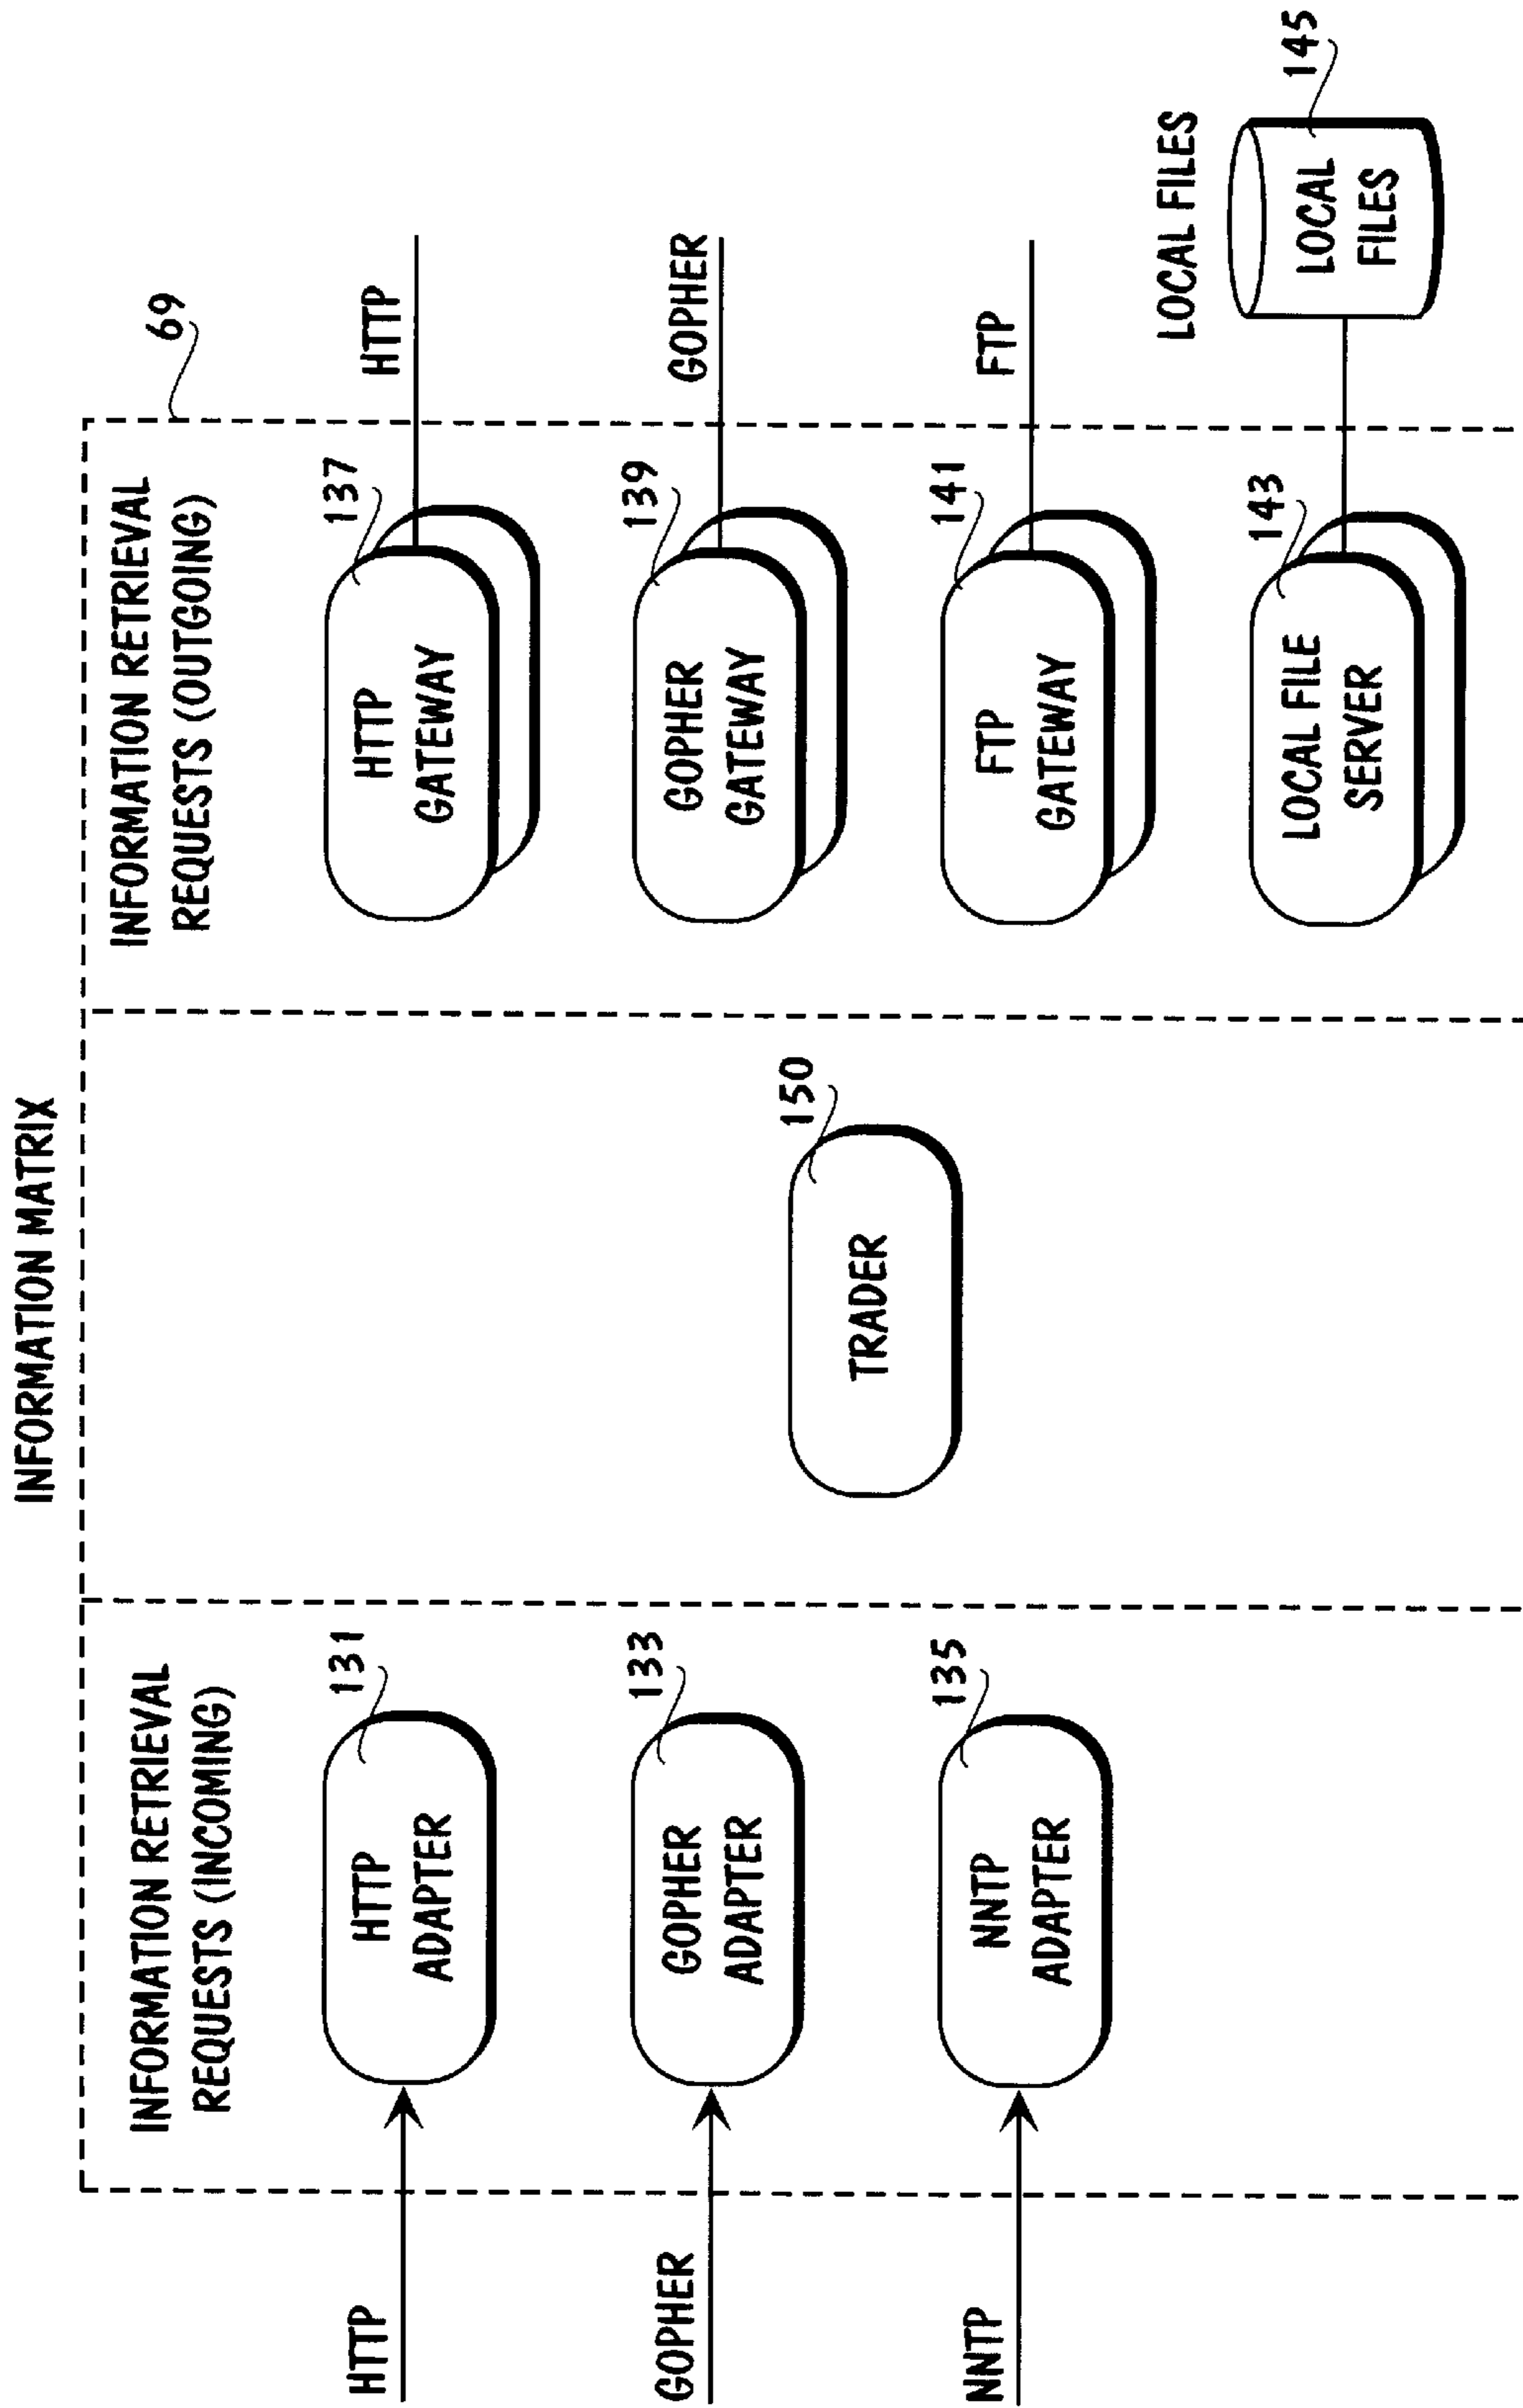 INFORMATION MATRIX
INFORMATION RETRIEVAL
REQUESTS (INCOMING)
INFORMATION RETRIEVAL
REQUESTS (OUTGOING)
69
HTTP
HTTP
ADAPTER
131
HTTP
GATEWAY
137
HTTP
GOPHER
GOPHER
ADAPTER
133
GOPHER
GATEWAY
139
GOPHER
TRADER
150
NNTP
NNTP
ADAPTER
135
FTP
GATEWAY
141
FTP
LOCAL FILE
SERVER
143
LOCAL FILES
LOCAL
FILES
145